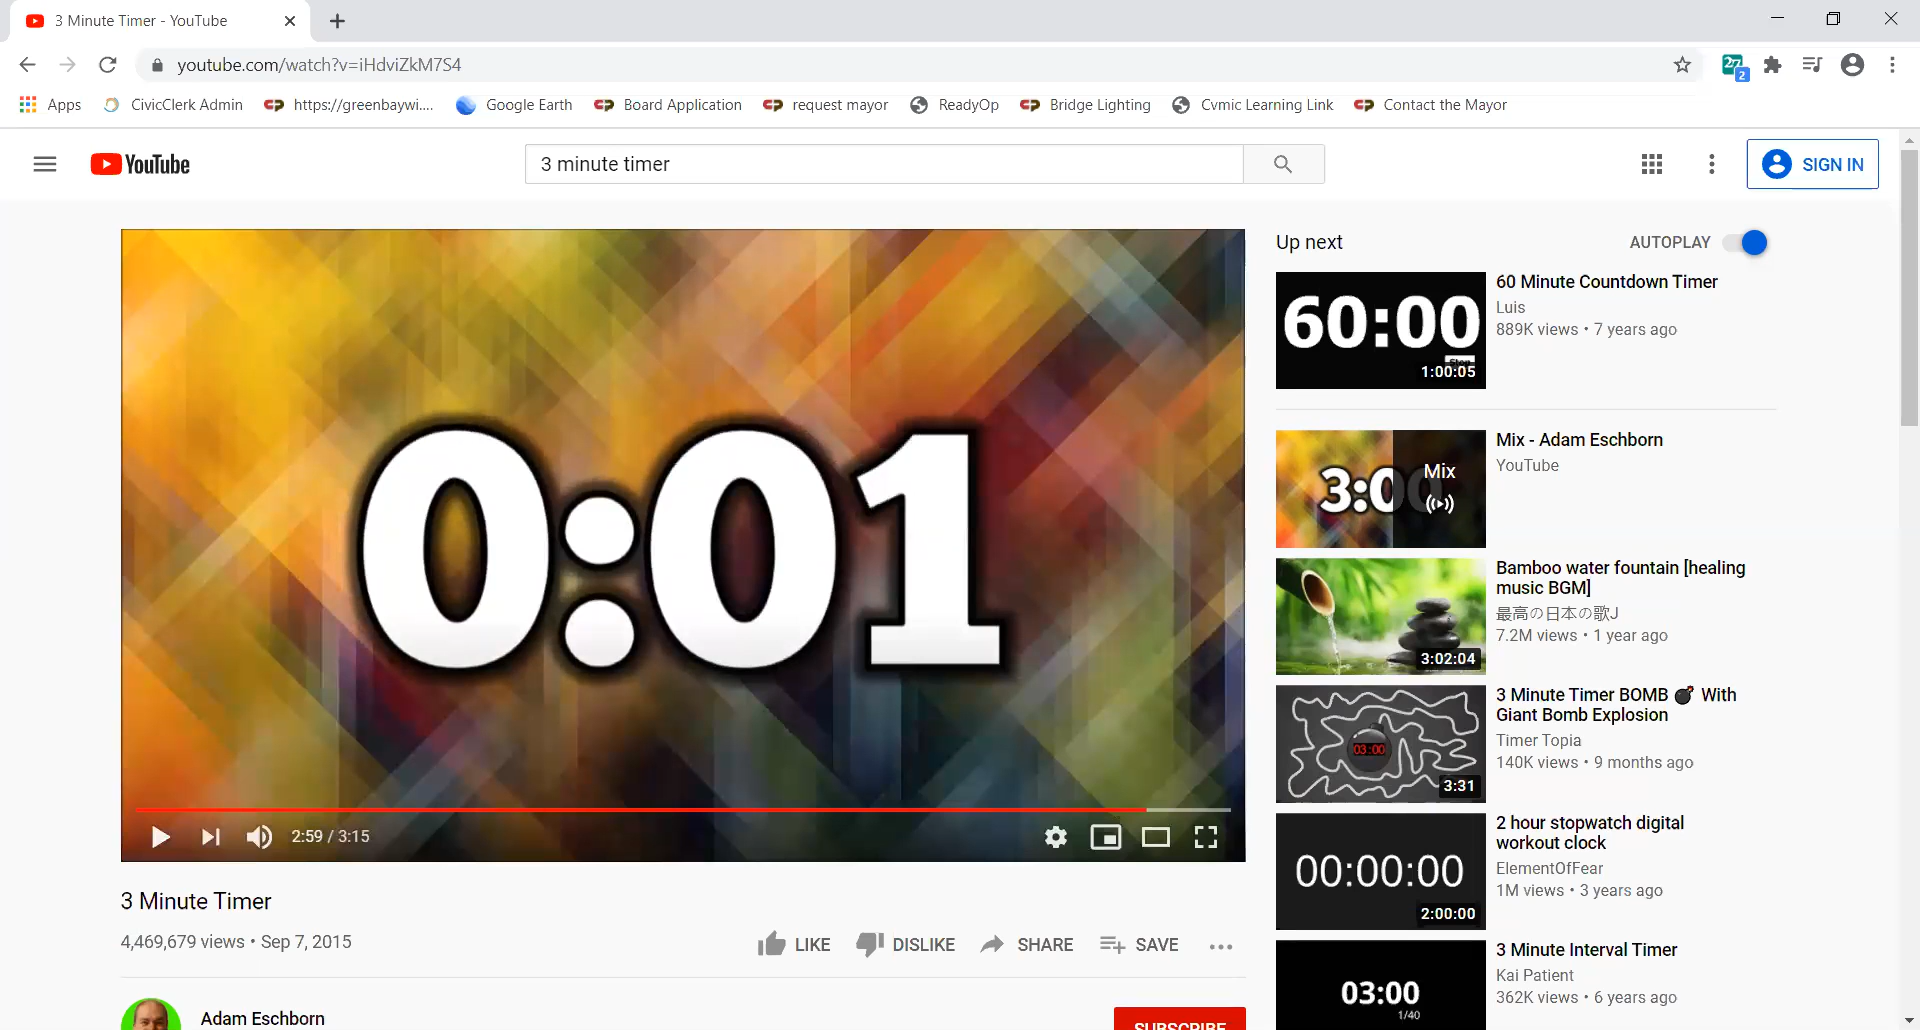 3 Minute Timer - YouTube
youtube.com/watch?v=iHdviZkM7S4
27
2
Apps
CivicClerk Admin
https://greenbaywi....
Google Earth
Board Application
request mayor
ReadyOp
Bridge Lighting
Cvmic Learning Link
Contact the Mayor
YouTube
3 minute timer
SIGN IN
0:01
2:59 / 3:15
3 Minute Timer
4,469,679 views • Sep 7, 2015
LIKE
DISLIKE
SHARE
SAVE
Adam Eschborn
SUBSCRIBE
Up next
AUTOPLAY
60:00
Stop
1:00:05
60 Minute Countdown Timer
Luis
889K views • 7 years ago
3:00
Mix
Mix - Adam Eschborn
YouTube
3:02:04
Bamboo water fountain [healing
music BGM]
最高の日本の歌J
7.2M views • 1 year ago
03:00
3:31
3 Minute Timer BOMB 💣 With
Giant Bomb Explosion
Timer Topia
140K views • 9 months ago
00:00:00
2:00:00
2 hour stopwatch digital
workout clock
ElementOfFear
1M views • 3 years ago
03:00
1/40
3 Minute Interval Timer
Kai Patient
362K views • 6 years ago